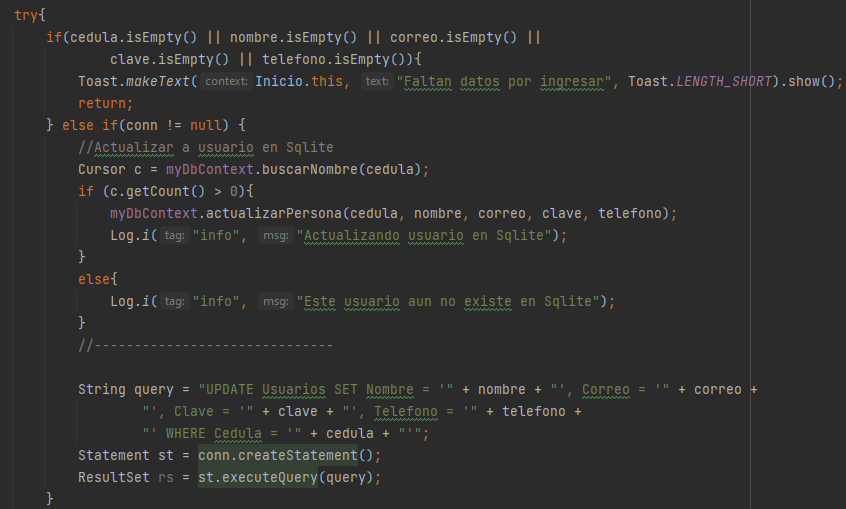 try{
if(cedula.isEmpty() || nombre.isEmpty() || correo.isEmpty() ||
clave.isEmpty() || telefono.isEmpty()){
Toast.makeText( context: Inicio.this, text: "Faltan datos por ingresar", Toast.LENGTH_SHORT).show();
return;
} else if(conn != null) {
//Actualizar a usuario en Sqlite
Cursor c = myDbContext.buscarNombre(cedula);
if (c.getCount() > 0){
myDbContext.actualizarPersona(cedula, nombre, correo, clave, telefono);
Log.i( tag: "info", msg: "Actualizando usuario en Sqlite");
}
else{
Log.i( tag: "info", msg: "Este usuario aun no existe en Sqlite");
}
//------------------------------
String query = "UPDATE Usuarios SET Nombre = '" + nombre + "', Correo = '" + correo +
"', Clave = '" + clave + "', Telefono = '" + telefono +
"' WHERE Cedula = '" + cedula + "'";
Statement st = conn.createStatement();
ResultSet rs = st.executeQuery(query);
}